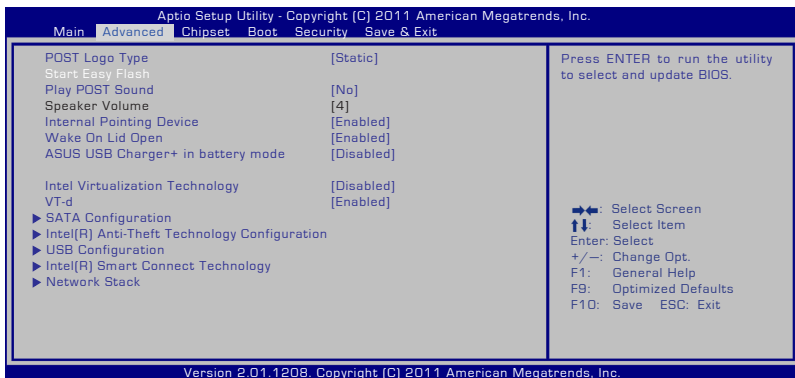 Aptio Setup Utility - Copyright (C) 2011 American Megatrends, Inc.
Main Advanced Chipset Boot Security Save & Exit
POST Logo Type [Static]
Start Easy Flash
Play POST Sound [No]
Speaker Volume [4]
Internal Pointing Device [Enabled]
Wake On Lid Open [Enabled]
ASUS USB Charger+ in battery mode [Disabled]
Intel Virtualization Technology [Disabled]
VT-d [Enabled]
SATA Configuration
Intel(R) Anti-Theft Technology Configuration
USB Configuration
Intel(R) Smart Connect Technology
Network Stack
Press ENTER to run the utility
to select and update BIOS.
→←: Select Screen
↑↓: Select Item
Enter: Select
+/—: Change Opt.
F1: General Help
F9: Optimized Defaults
F10: Save ESC: Exit
Version 2.01.1208. Copyright (C) 2011 American Megatrends, Inc.